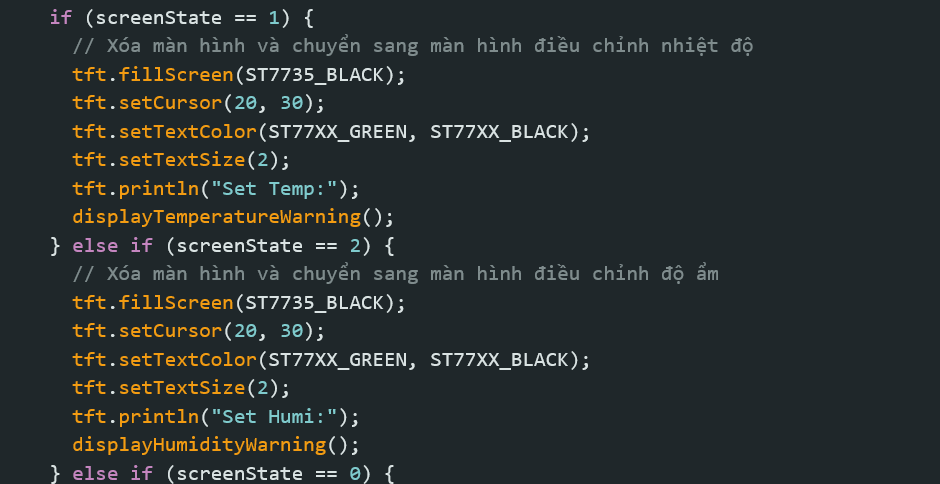 if (screenState == 1) {
// Xóa màn hình và chuyển sang màn hình điều chỉnh nhiệt độ
tft.fillScreen(ST7735_BLACK);
tft.setCursor(20, 30);
tft.setTextColor(ST77XX_GREEN, ST77XX_BLACK);
tft.setTextSize(2);
tft.println("Set Temp:");
displayTemperatureWarning();
} else if (screenState == 2) {
// Xóa màn hình và chuyển sang màn hình điều chỉnh độ ẩm
tft.fillScreen(ST7735_BLACK);
tft.setCursor(20, 30);
tft.setTextColor(ST77XX_GREEN, ST77XX_BLACK);
tft.setTextSize(2);
tft.println("Set Humi:");
displayHumidityWarning();
} else if (screenState == 0) {